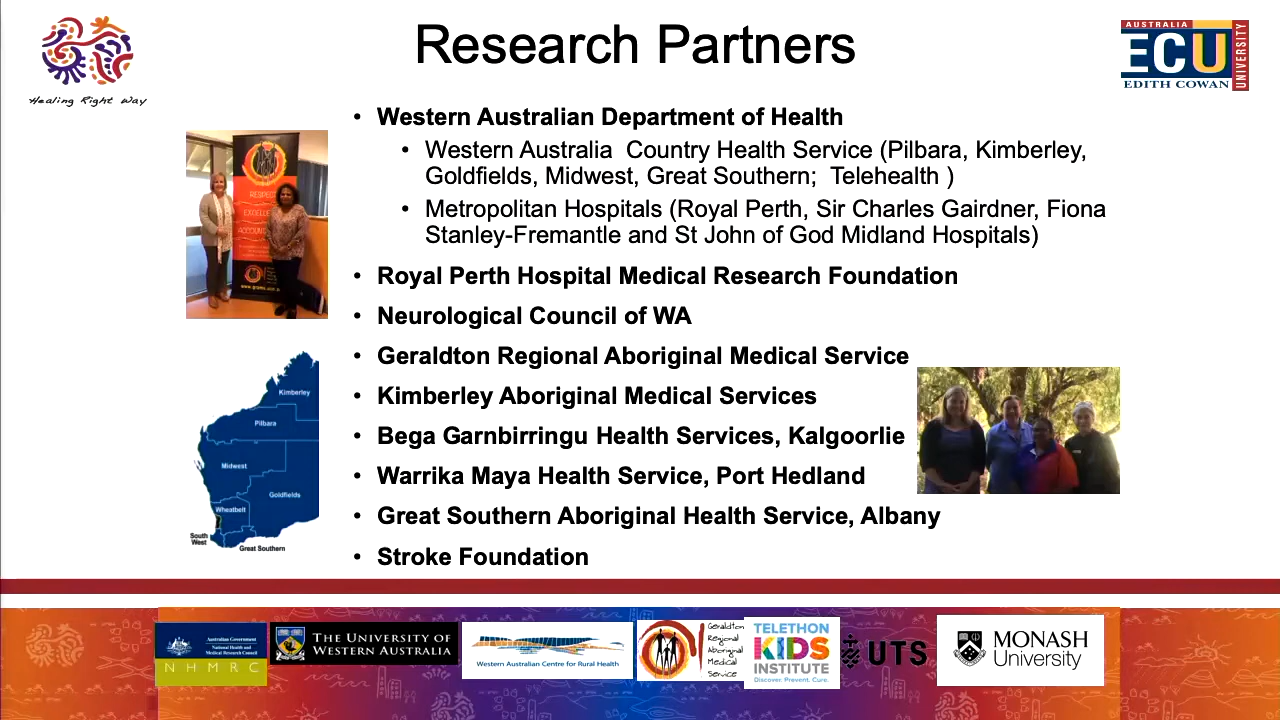 Research Partners
Healing Right Way
AUSTRALIA
ECU
EDITH COWAN
UNIVERSITY
• Western Australian Department of Health
• Western Australia  Country Health Service (Pilbara, Kimberley,
Goldfields, Midwest, Great Southern;  Telehealth )
• Metropolitan Hospitals (Royal Perth, Sir Charles Gairdner, Fiona
Stanley-Fremantle and St John of God Midland Hospitals)
• Royal Perth Hospital Medical Research Foundation
• Neurological Council of WA
• Geraldton Regional Aboriginal Medical Service
• Kimberley Aboriginal Medical Services
• Bega Garnbirringu Health Services, Kalgoorlie
• Warrika Maya Health Service, Port Hedland
• Great Southern Aboriginal Health Service, Albany
• Stroke Foundation
Kimberley
Pilbara
Midwest
Goldfields
Wheatbelt
South
West
Great Southern
Australian Government
National Health and
Medical Research Council
NHMRC
THE UNIVERSITY OF
WESTERN AUSTRALIA
Western Australian Centre for Rural Health
Geraldton
Regional
Aboriginal
Medical
Service
TELETHON
KIDS
INSTITUTE
Discover. Prevent. Cure.
UTS
MONASH
University